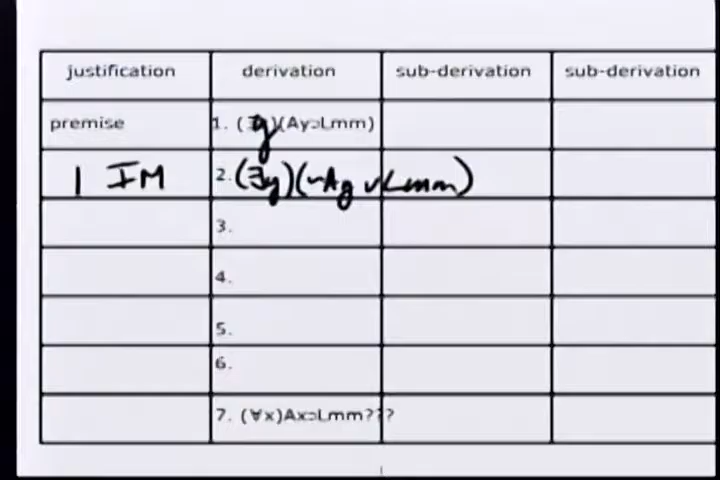 justification derivation sub-derivation sub-derivation
premise 1. (∃y)(Ay⊃Lmm)
1 IM 2. (∃y)(~Ay v Lmm)
3.
4.
5.
6.
7. (∀x)Ax⊃Lmm???